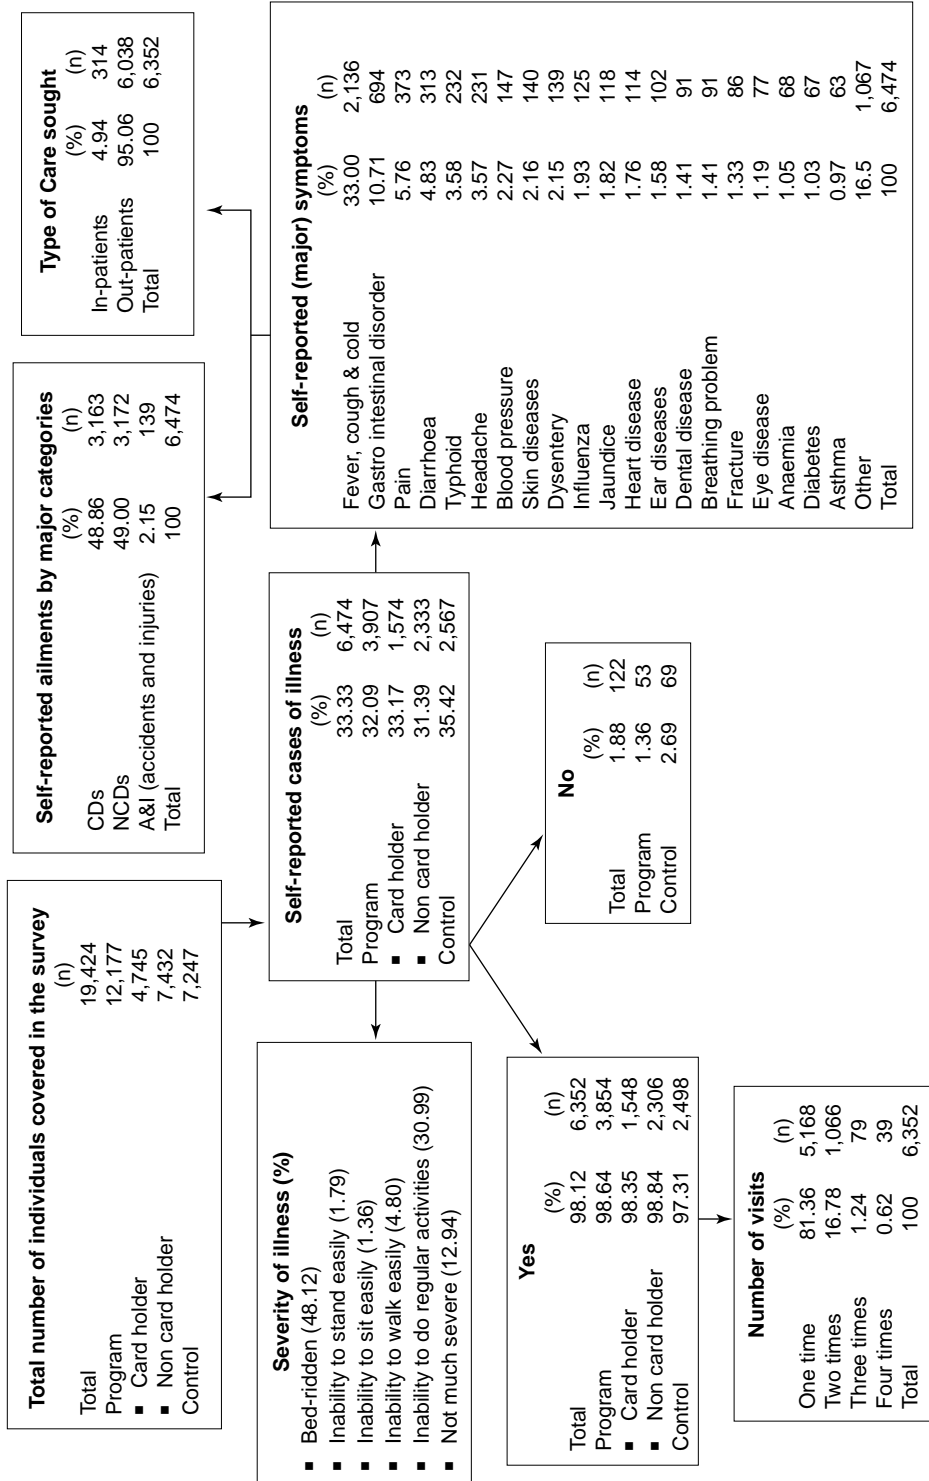 Total number of individuals covered in the survey
(n)
Total 19,424
Program 12,177
▪ Card holder 4,745
▪ Non card holder 7,432
Control 7,247
Self-reported ailments by major categories
(%) (n)
CDs 48.86 3,163
NCDs 49.00 3,172
A&I (accidents and injuries) 2.15 139
Total 100 6,474
Type of Care sought
(%) (n)
In-patients 4.94 314
Out-patients 95.06 6,038
Total 100 6,352
Severity of illness (%)
▪ Bed-ridden (48.12)
▪ Inability to stand easily (1.79)
▪ Inability to sit easily (1.36)
▪ Inability to walk easily (4.80)
▪ Inability to do regular activities (30.99)
▪ Not much severe (12.94)
Self-reported cases of illness
(%) (n)
Total 33.33 6,474
Program 32.09 3,907
▪ Card holder 33.17 1,574
▪ Non card holder 31.39 2,333
Control 35.42 2,567
Self-reported (major) symptoms
(%) (n)
Fever, cough & cold 33.00 2,136
Gastro intestinal disorder 10.71 694
Pain 5.76 373
Diarrhoea 4.83 313
Typhoid 3.58 232
Headache 3.57 231
Blood pressure 2.27 147
Skin diseases 2.16 140
Dysentery 2.15 139
Influenza 1.93 125
Jaundice 1.82 118
Heart disease 1.76 114
Ear diseases 1.58 102
Dental disease 1.41 91
Breathing problem 1.41 91
Fracture 1.33 86
Eye disease 1.19 77
Anaemia 1.05 68
Diabetes 1.03 67
Asthma 0.97 63
Other 16.5 1,067
Total 100 6,474
Yes
(%) (n)
Total 98.12 6,352
Program 98.64 3,854
▪ Card holder 98.35 1,548
▪ Non card holder 98.84 2,306
Control 97.31 2,498
No
(%) (n)
Total 1.88 122
Program 1.36 53
Control 2.69 69
Number of visits
(%) (n)
One time 81.36 5,168
Two times 16.78 1,066
Three times 1.24 79
Four times 0.62 39
Total 100 6,352